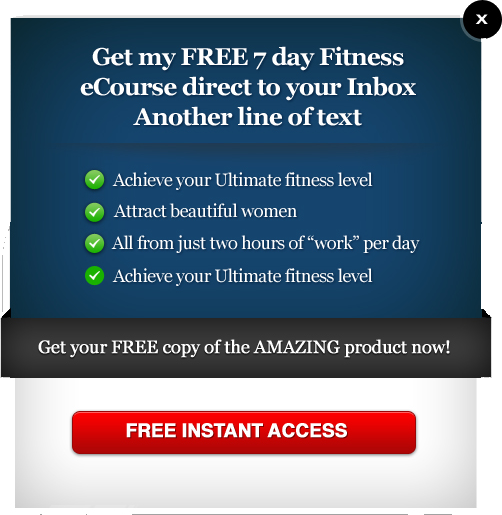 x
Get my FREE 7 day Fitness
eCourse direct to your Inbox
Another line of text
Achieve your Ultimate fitness level
Attract beautiful women
All from just two hours of “work” per day
Achieve your Ultimate fitness level
Get your FREE copy of the AMAZING product now!
FREE INSTANT ACCESS